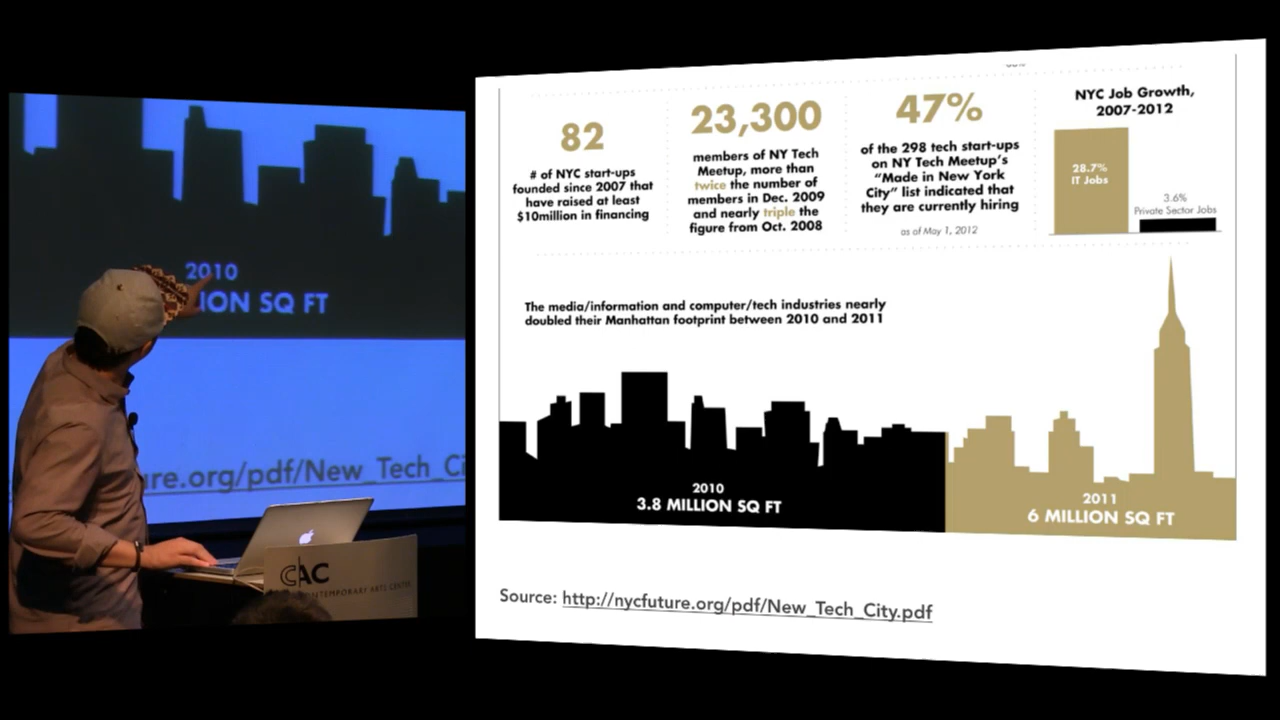 2010
ION SQ FT
ure.org/pdf/New_Tech_Ci
CAC
CONTEMPORARY ARTS CENTER
82
# of NYC start-ups
founded since 2007 that
have raised at least
$10million in financing
23,300
members of NY Tech
Meetup, more than
twice the number of
members in Dec. 2009
and nearly triple the
figure from Oct. 2008
47%
of the 298 tech start-ups
on NY Tech Meetup's
"Made in New York
City" list indicated that
they are currently hiring
as of May 1, 2012
NYC Job Growth,
2007-2012
28.7%
IT Jobs
3.6%
Private Sector Jobs
The media/information and computer/tech industries nearly
doubled their Manhattan footprint between 2010 and 2011
2010
3.8 MILLION SQ FT
2011
6 MILLION SQ FT
Source: http://nycfuture.org/pdf/New_Tech_City.pdf